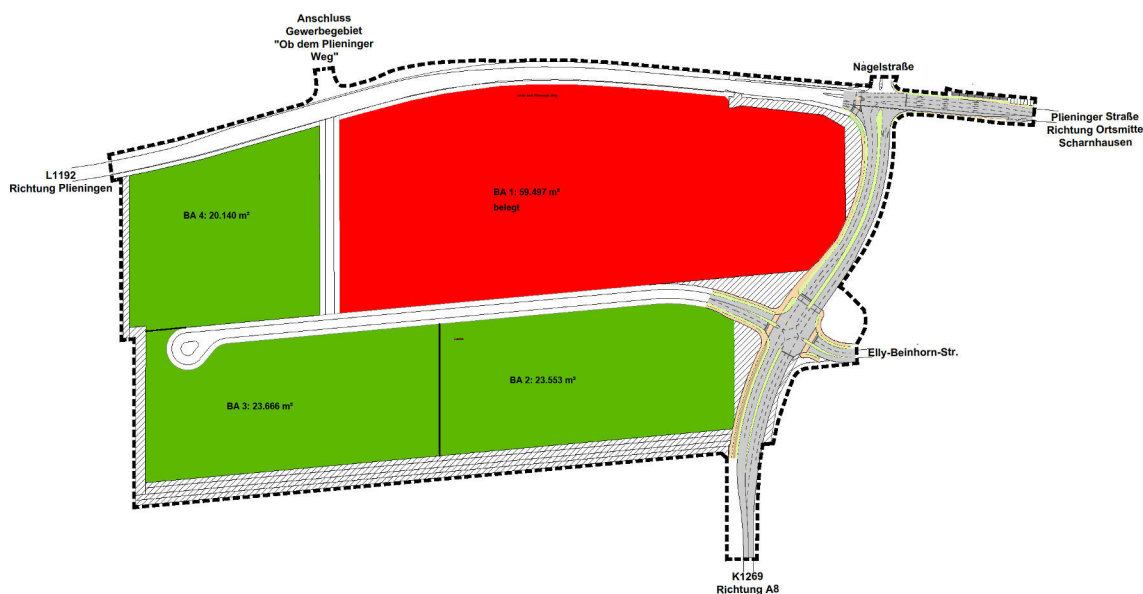 Anschluss
Gewerbegebiet
"Ob dem Plieninger
Weg"
Nagelstraße
Plieninger Straße
Richtung Ortsmitte
Scharnhausen
L1192
Richtung Plieningen
BA 1: 59.497 m²
belegt
BA 4: 20.140 m²
Elly-Beinhorn-Str.
BA 2: 23.553 m²
BA 3: 23.666 m²
K1269
Richtung A8